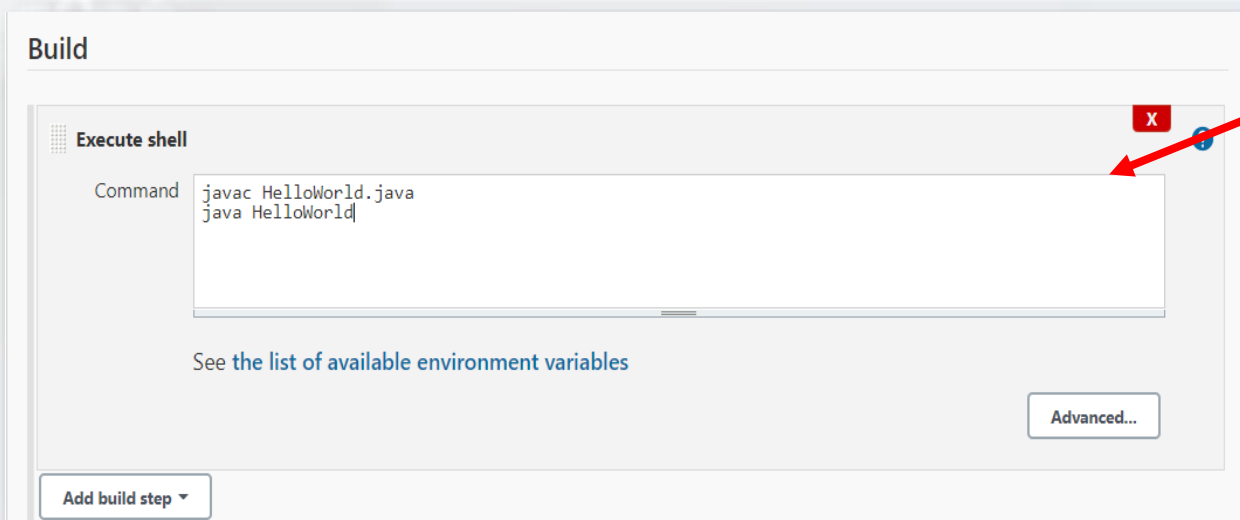 Build
X
?
Execute shell
Command
javac HelloWorld.java
java HelloWorld
See the list of available environment variables
Advanced...
Add build step